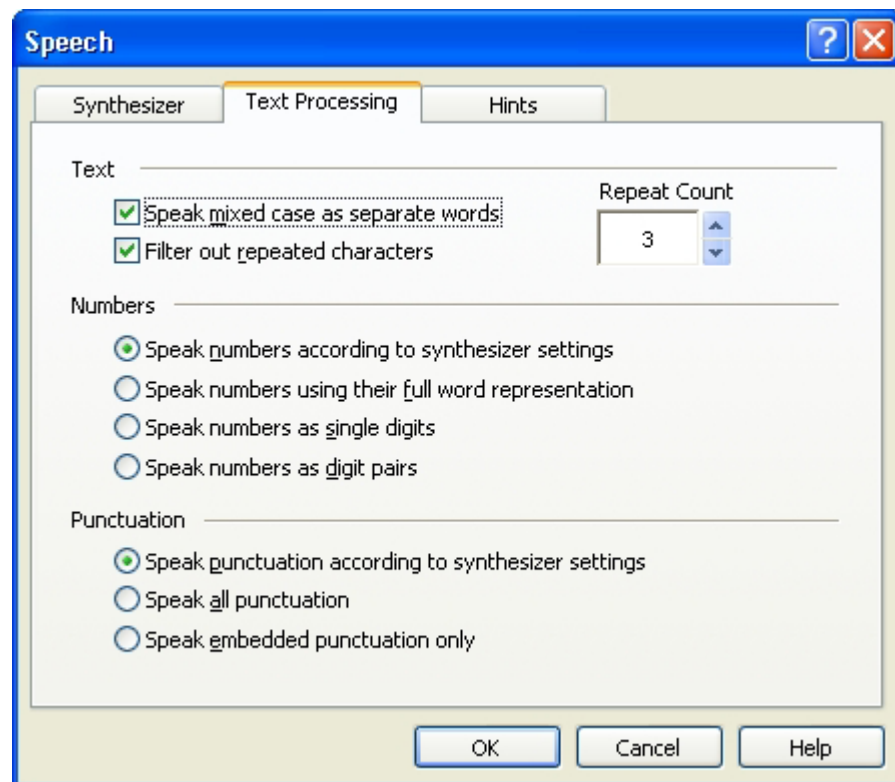 Speech
Synthesizer
Text Processing
Hints
Text
Repeat Count
Speak mixed case as separate words
3
Filter out repeated characters
Numbers
Speak numbers according to synthesizer settings
Speak numbers using their full word representation
Speak numbers as single digits
Speak numbers as digit pairs
Punctuation
Speak punctuation according to synthesizer settings
Speak all punctuation
Speak embedded punctuation only
OK
Cancel
Help